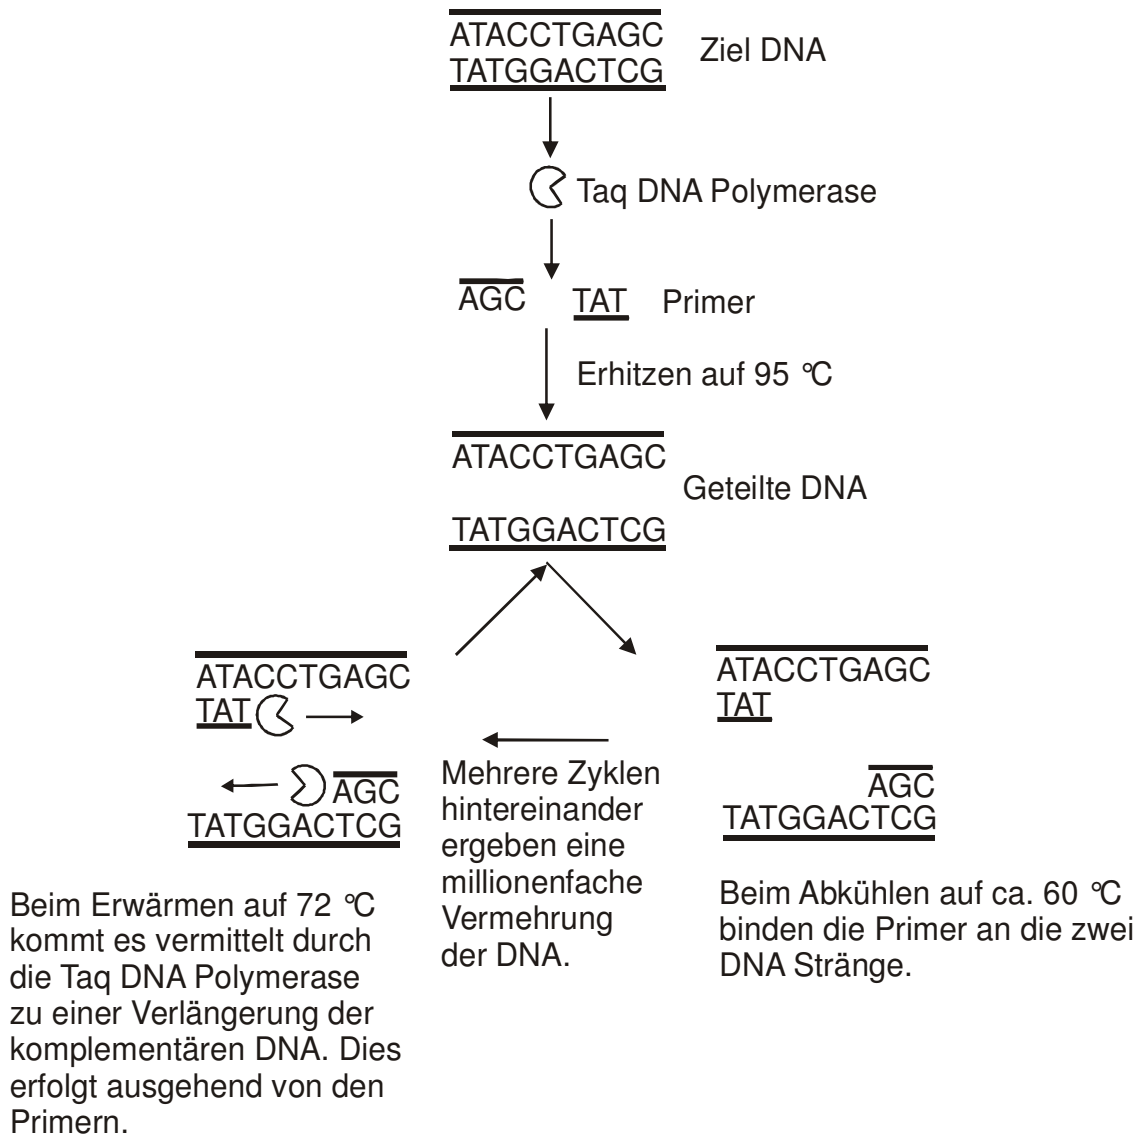 ATACCTGAGC
TATGGACTCG
Ziel DNA
Taq DNA Polymerase
AGC TAT Primer
Erhitzen auf 95 °C
ATACCTGAGC
Geteilte DNA
TATGGACTCG
ATACCTGAGC
TAT
AGC
TATGGACTCG
ATACCTGAGC
TAT
AGC
TATGGACTCG
Beim Erwärmen auf 72 °C
kommt es vermittelt durch
die Taq DNA Polymerase
zu einer Verlängerung der
komplementären DNA. Dies
erfolgt ausgehend von den
Primern.
Mehrere Zyklen
hintereinander
ergeben eine
millionenfache
Vermehrung
der DNA.
Beim Abkühlen auf ca. 60 °C
binden die Primer an die zwei
DNA Stränge.